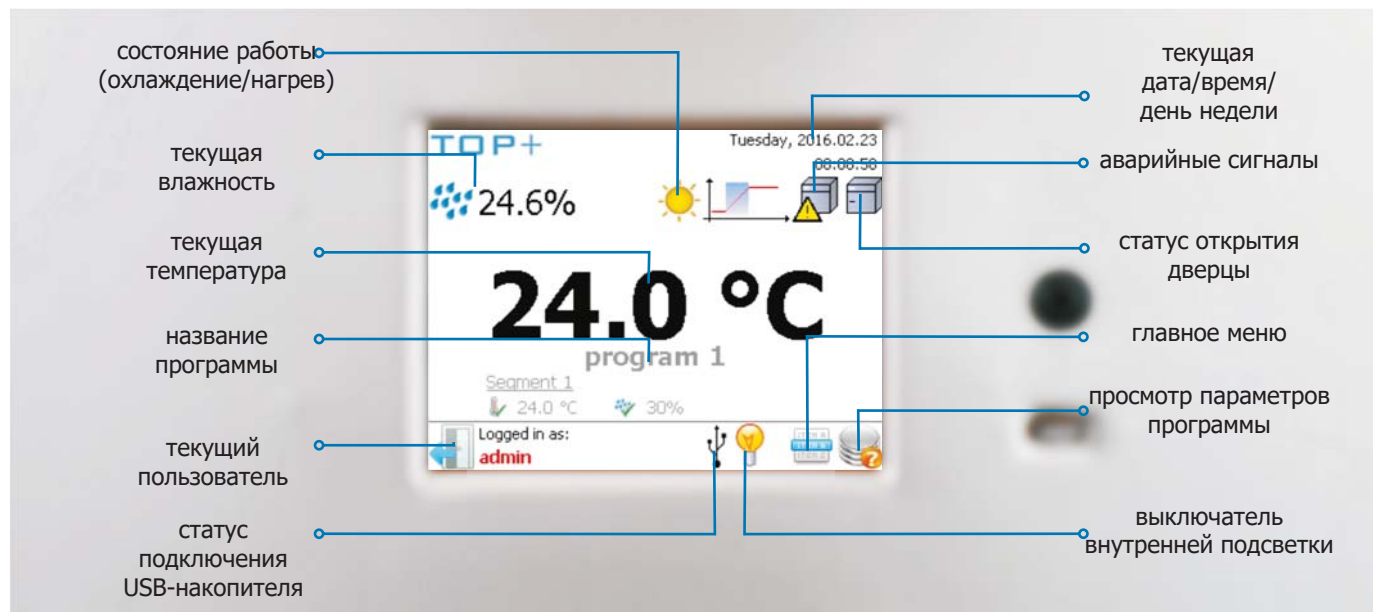 состояние работы
(охлаждение/нагрев)
текущая
влажность
текущая
температура
название
программы
текущий
пользователь
статус
подключения
USB-накопителя
TOP+
Tuesday, 2016.02.23
24.6%
24.0 °C
program 1
Segment 1
24.0 °C
30%
Logged in as:
admin
текущая
дата/время/
день недели
аварийные сигналы
статус открытия
дверцы
главное меню
просмотр параметров
программы
выключатель
внутренней подсветки